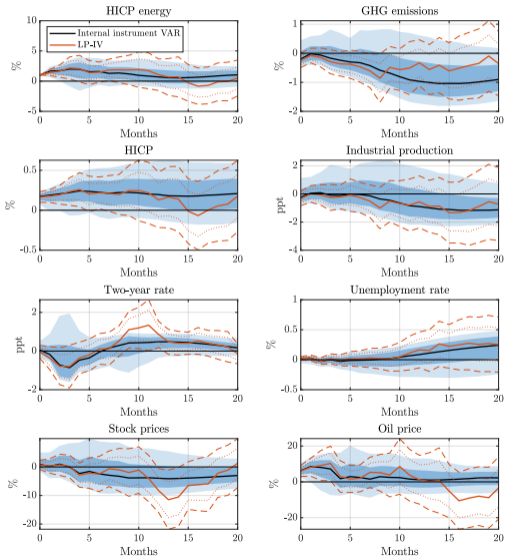 HICP energy
10
5
0
-5
%
Internal instrument VAR
LP-IV
0 5 10 15 20
Months
GHG emissions
1
0
-1
-2
%
0 5 10 15 20
Months
HICP
0.5
0
-0.5
%
0 5 10 15 20
Months
Industrial production
2
0
-2
-4
ppt
0 5 10 15 20
Months
Two-year rate
2
0
-2
ppt
0 5 10 15 20
Months
Unemployment rate
1
0.5
0
-0.5
%
0 5 10 15 20
Months
Stock prices
0
-10
-20
%
0 5 10 15 20
Months
Oil price
20
0
-20
%
0 5 10 15 20
Months